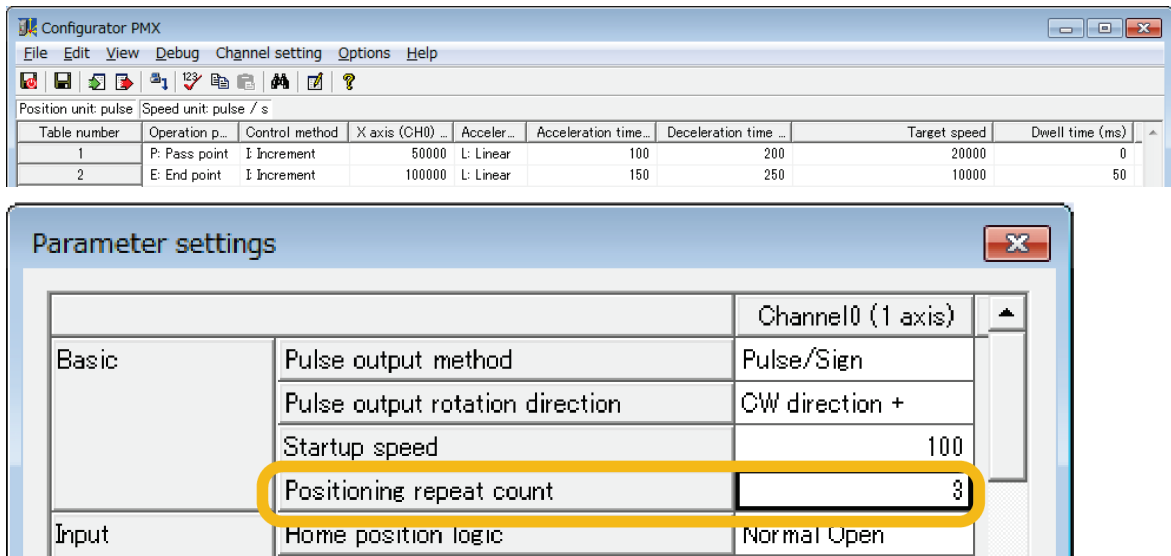 Configurator PMX
File Edit View Debug Channel setting Options Help
Position unit: pulse Speed unit: pulse / s
Table number Operation p... Control method X axis (CH0) ... Acceler... Acceleration time... Deceleration time ... Target speed Dwell time (ms)
1 P: Pass point I: Increment 50000 L: Linear 100 200 20000 0
2 E: End point I: Increment 100000 L: Linear 150 250 10000 50
Parameter settings
Channel0 (1 axis)
Basic Pulse output method Pulse/Sign
Pulse output rotation direction CW direction +
Startup speed 100
Positioning repeat count 3
Input Home position logic Normal Open